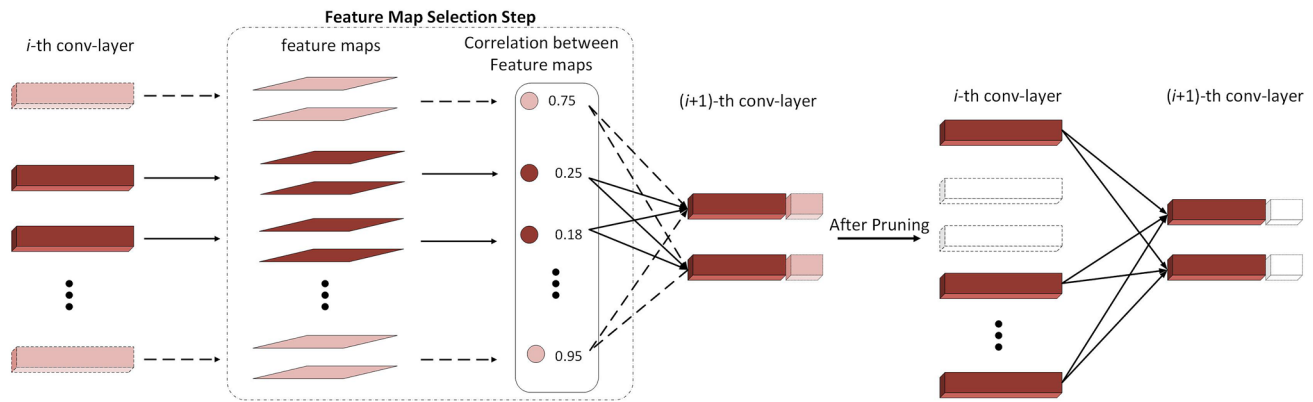 Feature Map Selection Step
i-th conv-layer
feature maps
Correlation between
Feature maps
0.75
0.25
0.18
0.95
(i+1)-th conv-layer
After Pruning
i-th conv-layer
(i+1)-th conv-layer